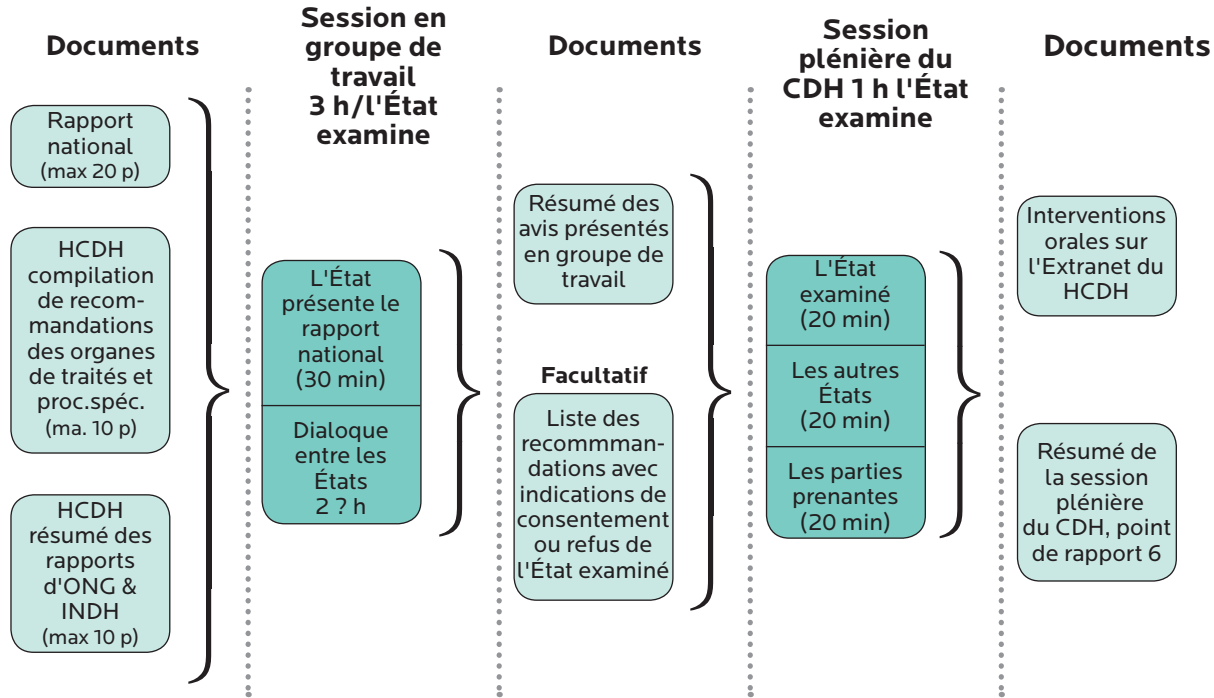 Documents
Rapport
national
(max 20 p)
HCDH
compilation
de recom-
mandations
des organes
de traités et
proc.spéc.
(ma. 10 p)
HCDH
résumé des
rapports
d'ONG &
INDH
(max 10 p)
Session en
groupe de
travail
3 h/l'État
examine
L'État
présente le
rapport
national
(30 min)
Dialoque
entre les
États
2 ? h
Documents
Résumé des
avis présentés
en groupe de
travail
Facultatif
Liste des
recommman-
dations avec
indications de
consentement
ou refus de
l'État examiné
Session
plénière du
CDH 1 h l'État
examine
L'État
examiné
(20 min)
Les autres
États
(20 min)
Les parties
prenantes
(20 min)
Documents
Interventions
orales sur
l'Extranet du
HCDH
Résumé de
la session
plénière
du CDH, point
de rapport 6